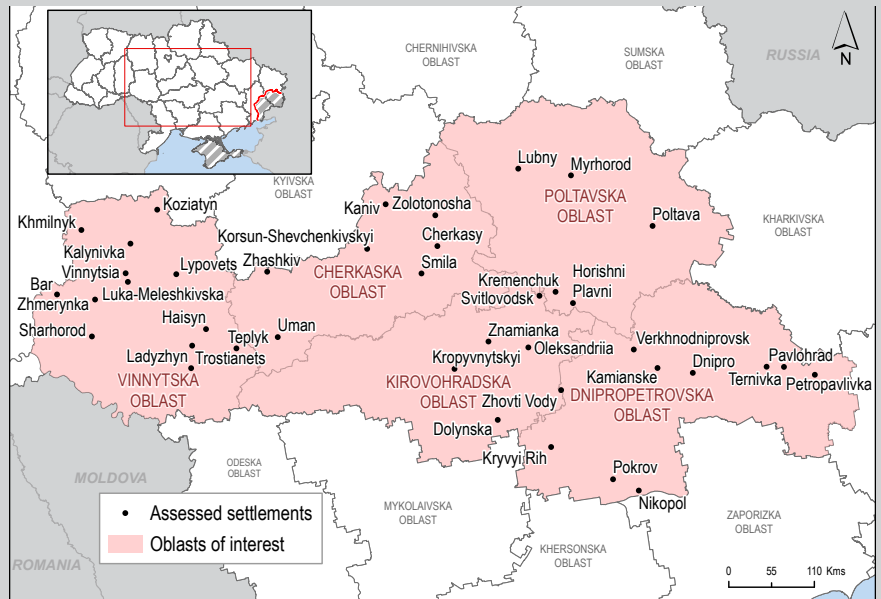 CHERNIHIVSKA
OBLAST
SUMSKA
OBLAST
RUSSIA
N
KYIVSKA
OBLAST
Lubny
Myrhorod
POLTAVSKA
OBLAST
Poltava
KHARKIVSKA
OBLAST
Koziatyn
Khmilnyk
Kalynivka
Vinnytsia
Lypovets
Bar
Luka-Meleshkivska
Zhmerynka
Sharhorod
Haisyn
Teplyk
Ladyzhyn
Trostianets
VINNYTSKA
OBLAST
Kaniv
Zolotonosha
Korsun-Shevchenkivskyi
Cherkasy
Zhashkiv
CHERKASKA
OBLAST
Smila
Uman
Kremenchuk
Horishni
Plavni
Svitlovodsk
Znamianka
Oleksandriia
Kropyvnytskyi
KIROVOHRADSKA
OBLAST
Zhovti Vody
Dolynska
Verkhnodniprovsk
Dnipro
Pavlohrad
Kamianske
Ternivka
Petropavlivka
DNIPROPETROVSKA
OBLAST
Kryvyi Rih
Pokrov
Nikopol
MOLDOVA
ODESKA
OBLAST
MYKOLAIVSKA
OBLAST
KHERSONSKA
OBLAST
ZAPORIZKA
OBLAST
ROMANIA
Assessed settlements
Oblasts of interest
0 55 110 Kms